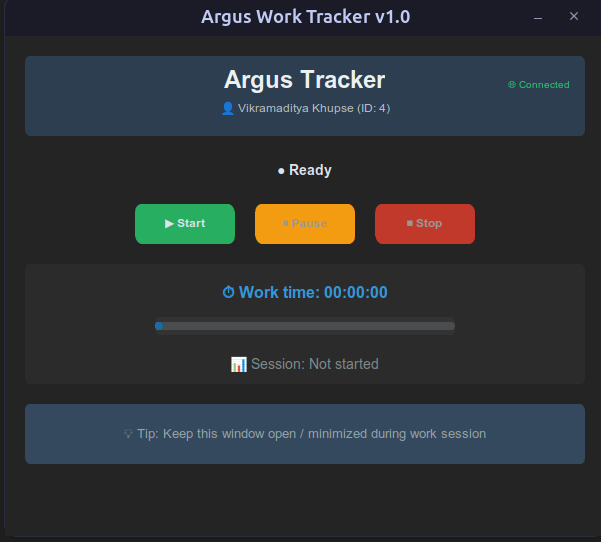 Argus Work Tracker v1.0
Argus Tracker
Connected
👤 Vikramaditya Khupse (ID: 4)
● Ready
▶ Start
■ Pause
■ Stop
⏱ Work time: 00:00:00
📊 Session: Not started
💡 Tip: Keep this window open / minimized during work session